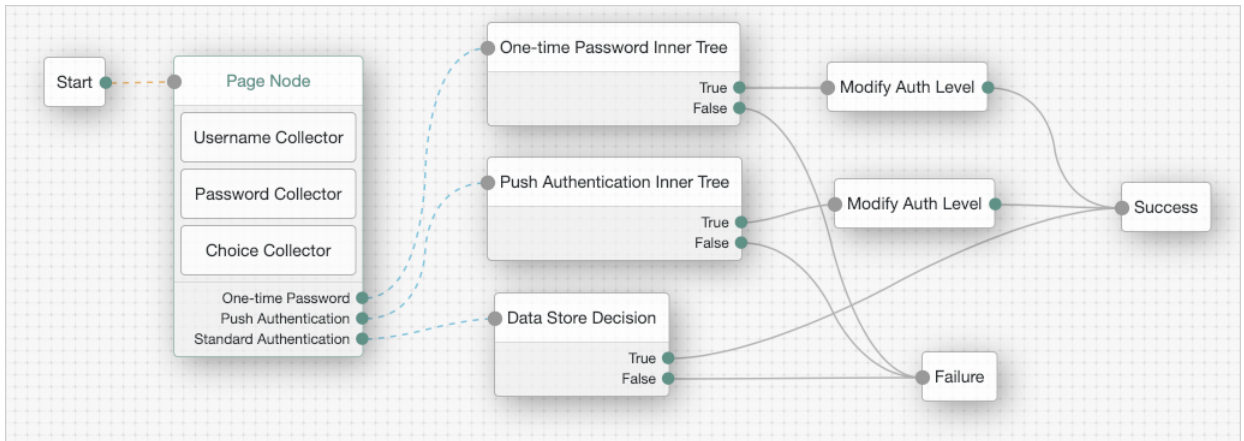 Start
Page Node
Username Collector
Password Collector
Choice Collector
One-time Password
Push Authentication
Standard Authentication
One-time Password Inner Tree
True
False
Push Authentication Inner Tree
True
False
Data Store Decision
True
False
Modify Auth Level
Modify Auth Level
Success
Failure